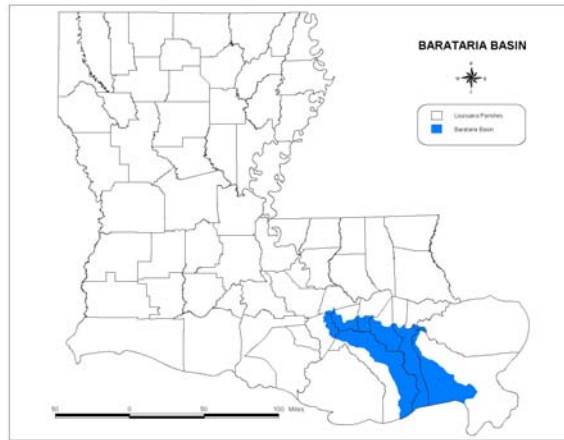 BARATARIA BASIN
N
W E
S
Louisiana Parishes
Barataria Basin
50 0 50 100 Miles